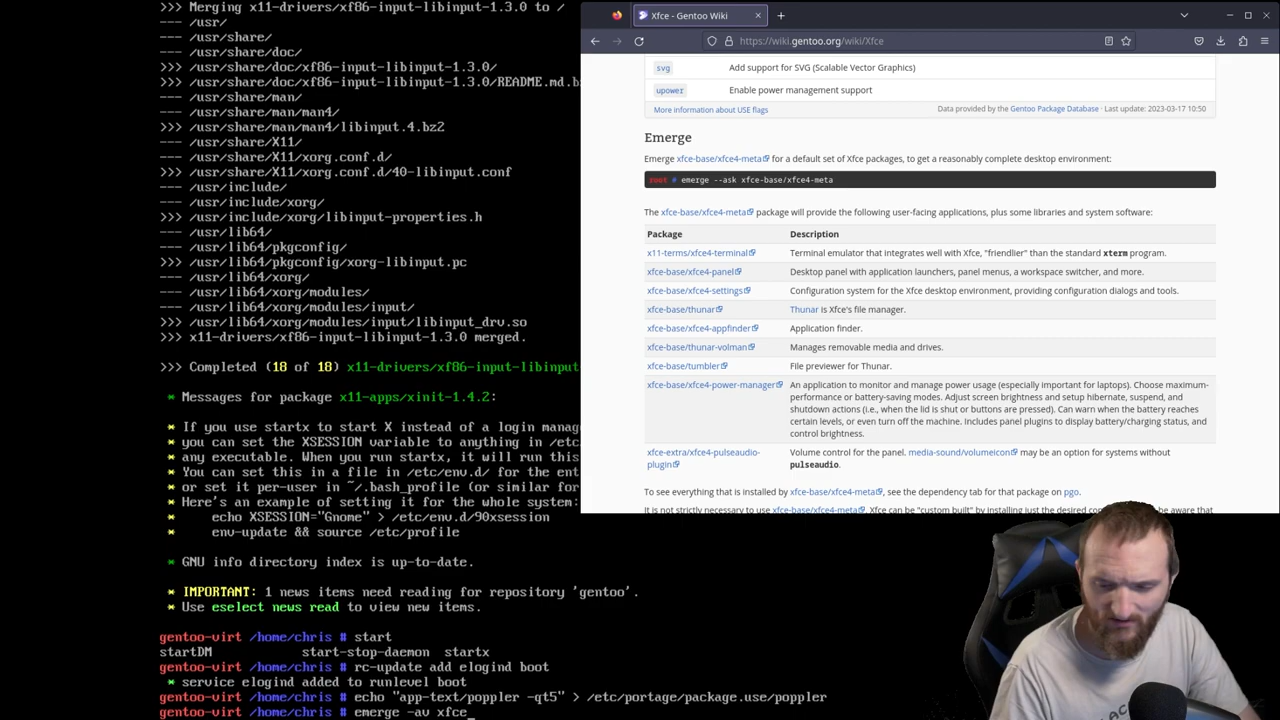 >>> Merging x11-drivers/xf86-input-libinput-1.3.0 to /
--- /usr/
--- /usr/share/
--- /usr/share/doc/
>>> /usr/share/doc/xf86-input-libinput-1.3.0/
>>> /usr/share/doc/xf86-input-libinput-1.3.0/README.md.b
--- /usr/share/man/
--- /usr/share/man/man4/
>>> /usr/share/man/man4/libinput.4.bz2
--- /usr/share/X11/
--- /usr/share/X11/xorg.conf.d/
>>> /usr/share/X11/xorg.conf.d/40-libinput.conf
--- /usr/include/
--- /usr/include/xorg/
>>> /usr/include/xorg/libinput-properties.h
--- /usr/lib64/
--- /usr/lib64/pkgconfig/
>>> /usr/lib64/pkgconfig/xorg-libinput.pc
--- /usr/lib64/xorg/
--- /usr/lib64/xorg/modules/
--- /usr/lib64/xorg/modules/input/
>>> /usr/lib64/xorg/modules/input/libinput_drv.so
>>> x11-drivers/xf86-input-libinput-1.3.0 merged.
>>> Completed (18 of 18) x11-drivers/xf86-input-libinput
* Messages for package x11-apps/xinit-1.4.2:
* If you use startx to start X instead of a login mana
* you can set the XSESSION variable to anything in /etc
* any executable. When you run startx, it will run this
* You can set this in a file in /etc/env.d/ for the ent
* or set it per-user in ~/.bash_profile (or similar for
* Here's an example of setting it for the whole system:
*     echo XSESSION="Gnome" > /etc/env.d/90xsession
*     env-update && source /etc/profile
* GNU info directory index is up-to-date.
* IMPORTANT: 1 news items need reading for repository 'gentoo'.
* Use eselect news read to view new items.
gentoo-virt /home/chris # start
startDM start-stop-daemon startx
gentoo-virt /home/chris # rc-update add elogind boot
* service elogind added to runlevel boot
gentoo-virt /home/chris # echo "app-text/poppler -qt5" > /etc/portage/package.use/poppler
gentoo-virt /home/chris # emerge -av xfce_
Xfce - Gentoo Wiki
https://wiki.gentoo.org/wiki/Xfce
svg Add support for SVG (Scalable Vector Graphics)
upower Enable power management support
More information about USE flags Data provided by the Gentoo Package Database · Last update: 2023-03-17 10:50
Emerge
Emerge xfce-base/xfce4-meta for a default set of Xfce packages, to get a reasonably complete desktop environment:
root # emerge --ask xfce-base/xfce4-meta
The xfce-base/xfce4-meta package will provide the following user-facing applications, plus some libraries and system software:
Package Description
x11-terms/xfce4-terminal Terminal emulator that integrates well with Xfce, "friendlier" than the standard xterm program.
xfce-base/xfce4-panel Desktop panel with application launchers, panel menus, a workspace switcher, and more.
xfce-base/xfce4-settings Configuration system for the Xfce desktop environment, providing configuration dialogs and tools.
xfce-base/thunar Thunar is Xfce's file manager.
xfce-base/xfce4-appfinder Application finder.
xfce-base/thunar-volman Manages removable media and drives.
xfce-base/tumbler File previewer for Thunar.
xfce-base/xfce4-power-manager An application to monitor and manage power usage (especially important for laptops). Choose maximum-
performance or battery-saving modes. Adjust screen brightness and setup hibernate, suspend, and
shutdown actions (i.e., when the lid is shut or buttons are pressed). Can warn when the battery reaches
certain levels, or even turn off the machine. Includes panel plugins to display battery/charging status, and
control brightness.
xfce-extra/xfce4-pulseaudio- Volume control for the panel. media-sound/volumeicon may be an option for systems without
plugin pulseaudio.
To see everything that is installed by xfce-base/xfce4-meta, see the dependency tab for that package on pgo.
It is not strictly necessary to use xfce-base/xfce4-meta. Xfce can be "custom built" by installing just the desired be aware that